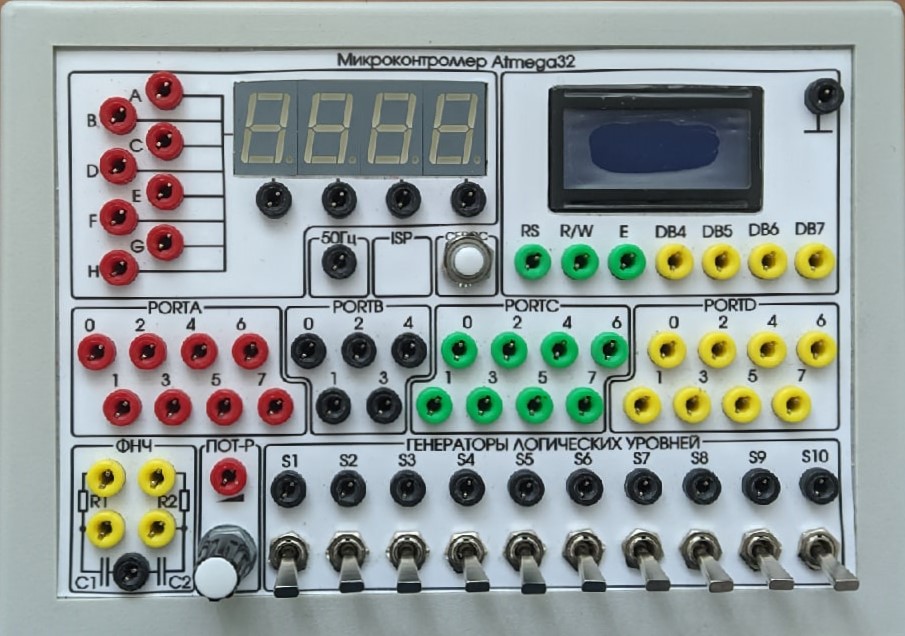 Микроконтроллер Atmega32
A
B
C
D
E
F
G
H
50Гц
ISP
СБРОС
RS R/W E DB4 DB5 DB6 DB7
PORTA
0 2 4 6
1 3 5 7
PORTB
0 2 4
1 3
PORTC
0 2 4 6
1 3 5 7
PORTD
0 2 4 6
1 3 5 7
ФНЧ
R1 R2
C1 C2
ПОТ-Р
ГЕНЕРАТОРЫ ЛОГИЧЕСКИХ УРОВНЕЙ
S1 S2 S3 S4 S5 S6 S7 S8 S9 S10